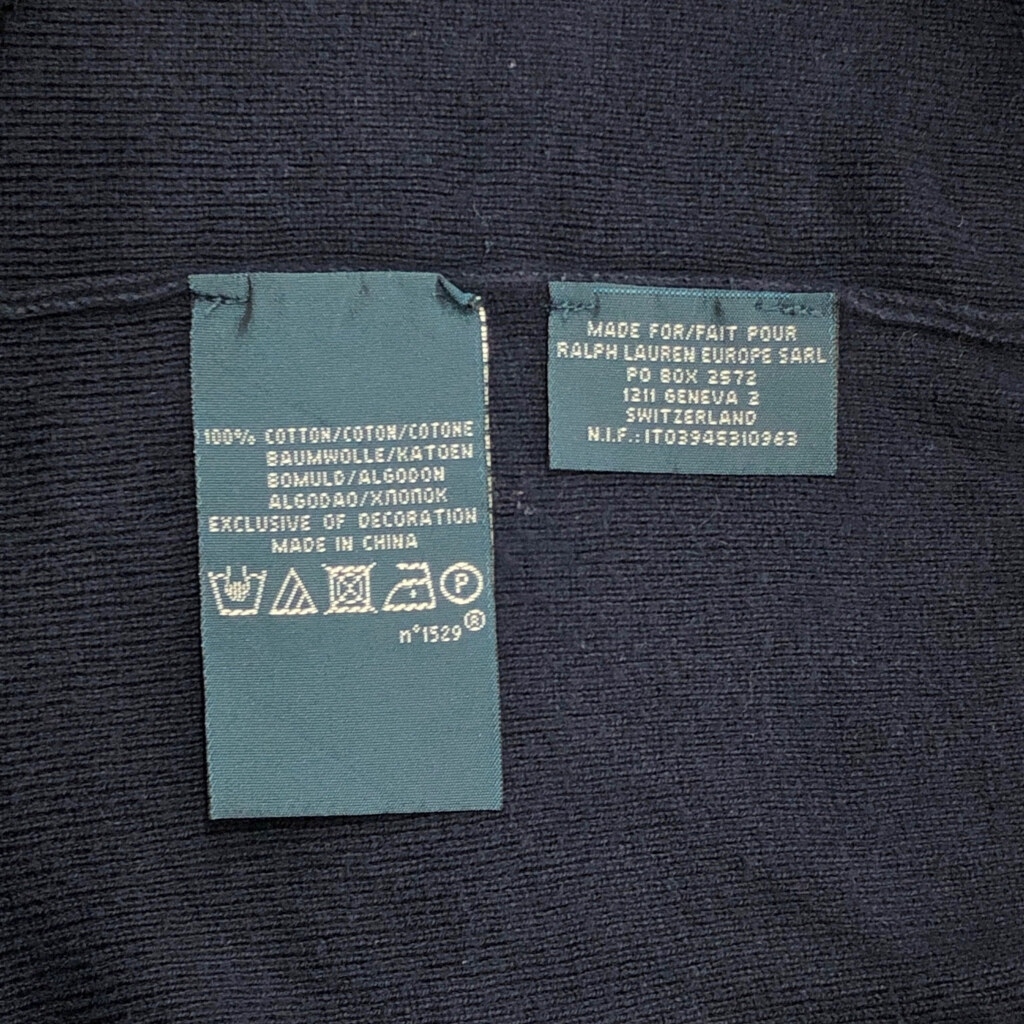 100% COTTON/COTON/COTONE
BAUMWOLLE/KATOEN
BOMULD/ALGODON
ALGODAO/ХЛОПОК
EXCLUSIVE OF DECORATION
MADE IN CHINA
P
n°1529®
MADE FOR/FAIT POUR
RALPH LAUREN EUROPE SARL
PO BOX 2572
1211 GENEVA 2
SWITZERLAND
N.I.F.: IT03945310963